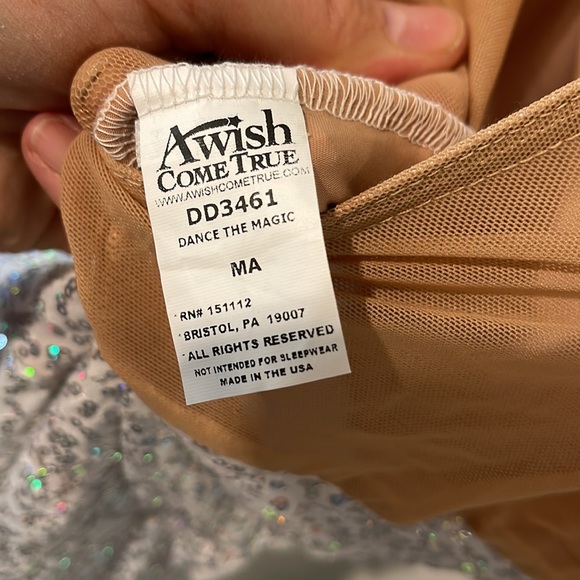 A wish
COME TRUE
WWW.AWISHCOMETRUE.COM
DD3461
DANCE THE MAGIC
MA
RN# 151112
BRISTOL, PA 19007
ALL RIGHTS RESERVED
NOT INTENDED FOR SLEEPWEAR
MADE IN THE USA